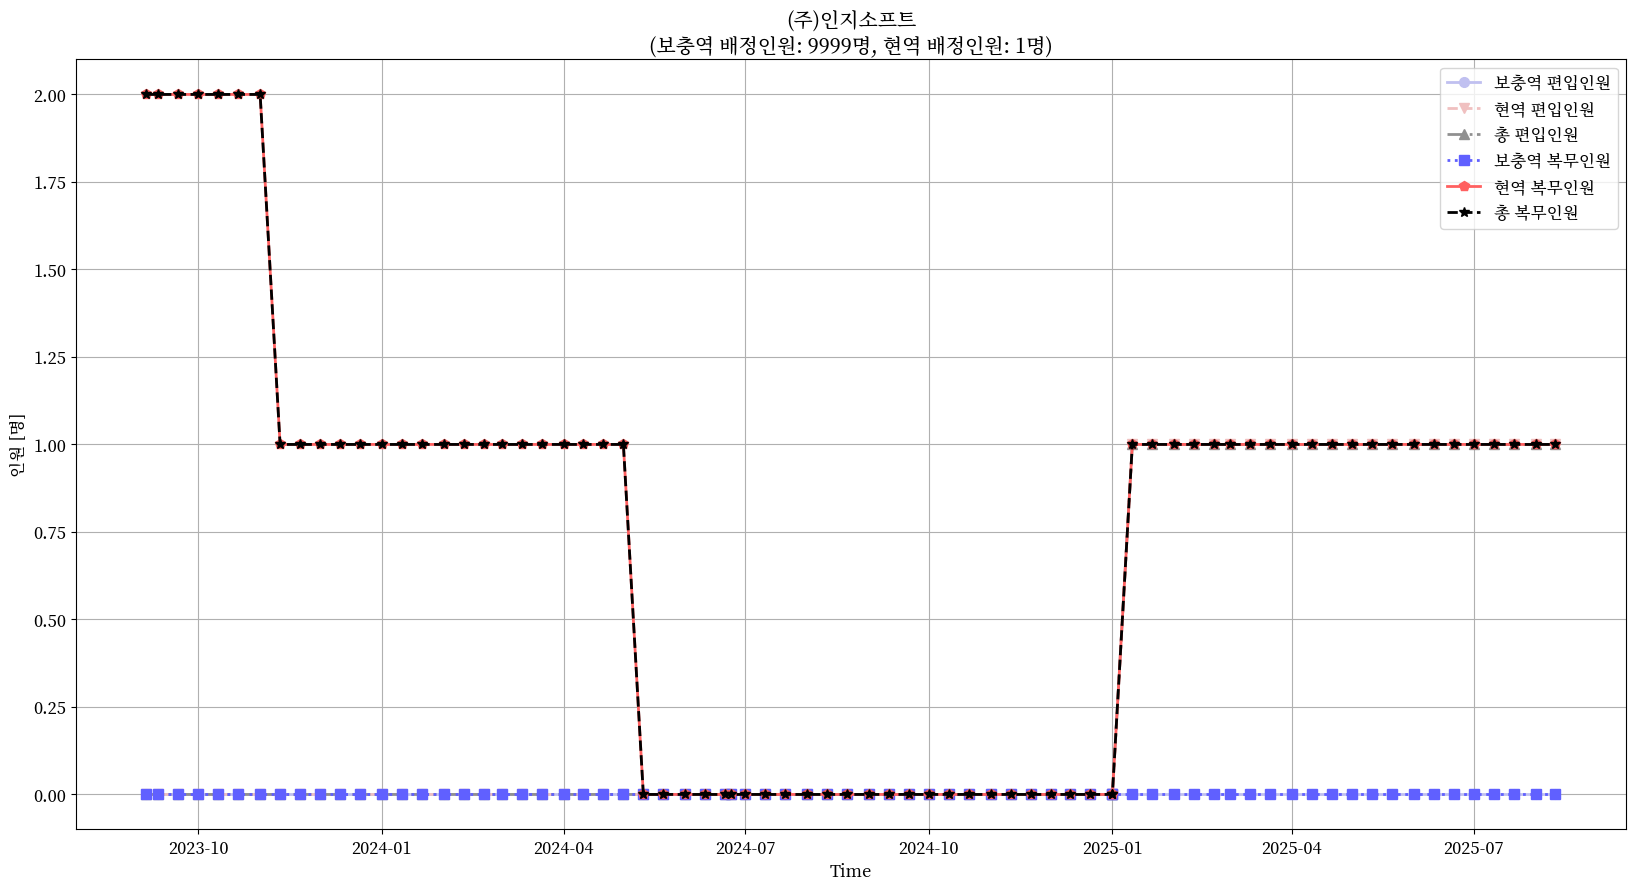 (주)인지소프트
(보충역 배정인원: 9999명, 현역 배정인원: 1명)
보충역 편입인원
현역 편입인원
총 편입인원
보충역 복무인원
현역 복무인원
총 복무인원
2.00
1.75
1.50
1.25
1.00
0.75
0.50
0.25
0.00
인원 [명]
2023-10
2024-01
2024-04
2024-07
2024-10
2025-01
2025-04
2025-07
Time